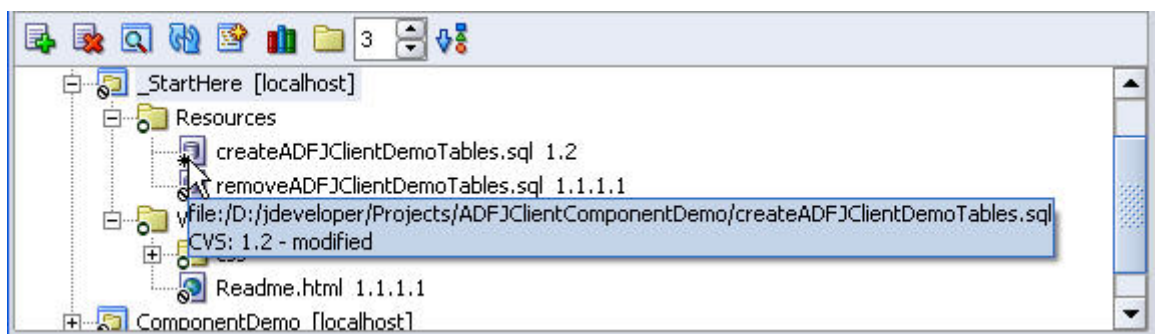 3
_StartHere [localhost]
Resources
createADFJClientDemoTables.sql 1.2
removeADFJClientDemoTables.sql 1.1.1.1
file:/D:/jdeveloper/Projects/ADFJClientComponentDemo/createADFJClientDemoTables.sql
CVS: 1.2 - modified
Readme.html 1.1.1.1
ComponentDemo [localhost]